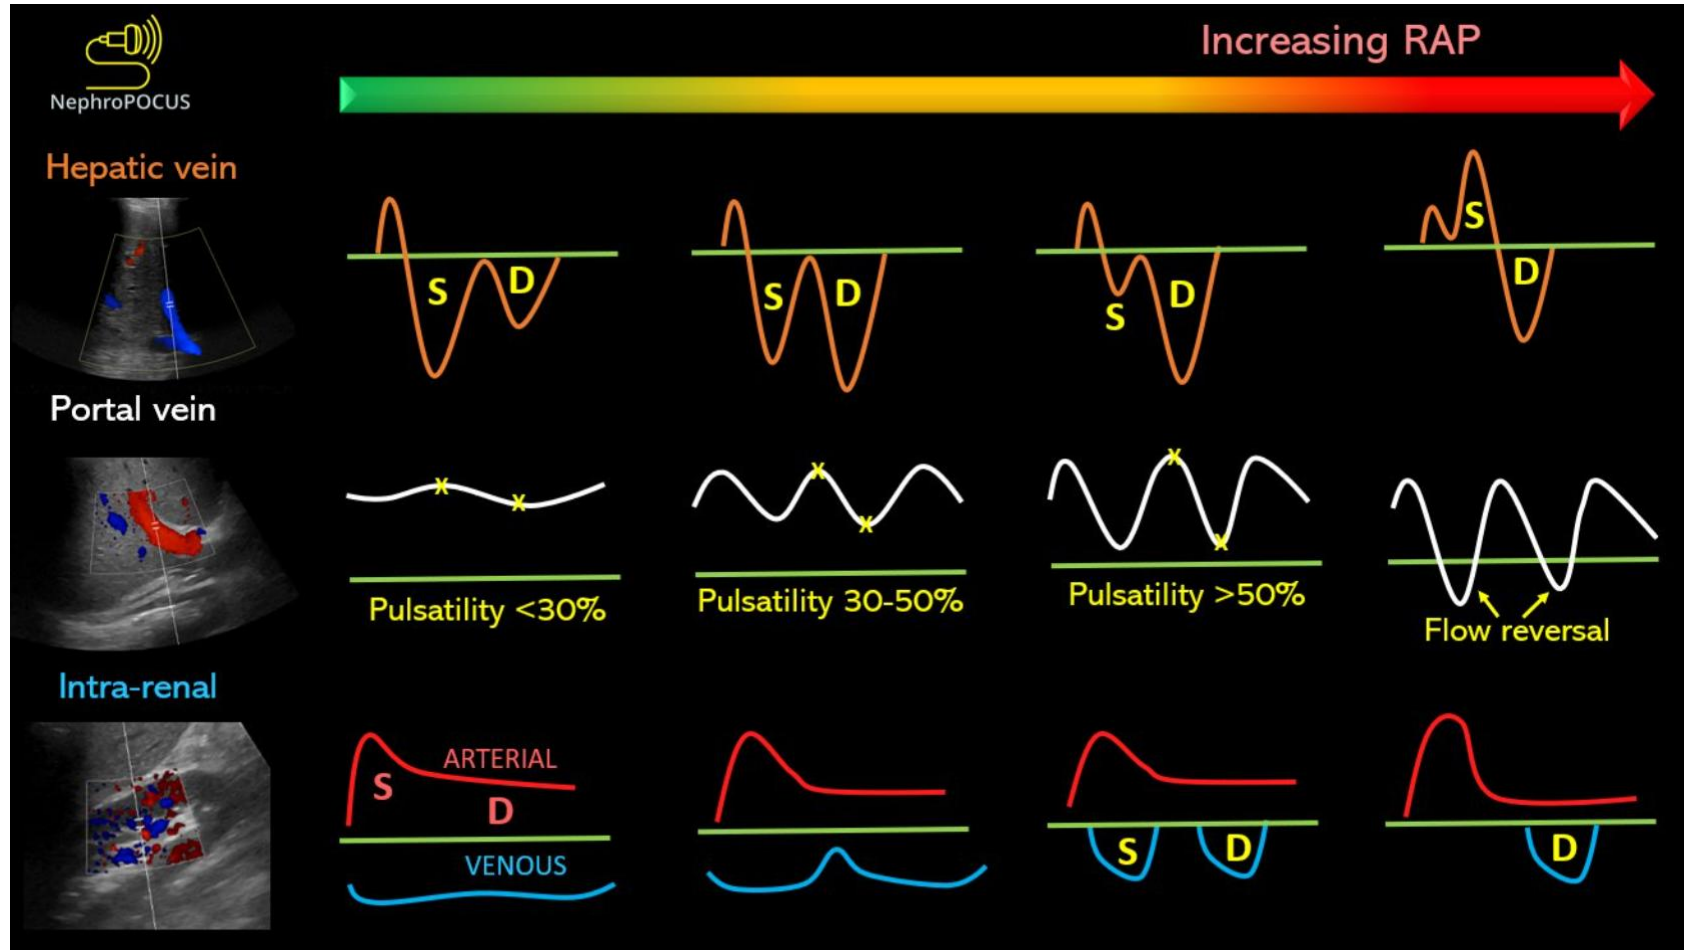 Increasing RAP
NephroPOCUS
Hepatic vein
S
D
S
D
S
D
S
D
Portal vein
x
x
x
x
x
x
Pulsatility <30%
Pulsatility 30-50%
Pulsatility >50%
Flow reversal
Intra-renal
ARTERIAL
S
D
VENOUS
S
D
D